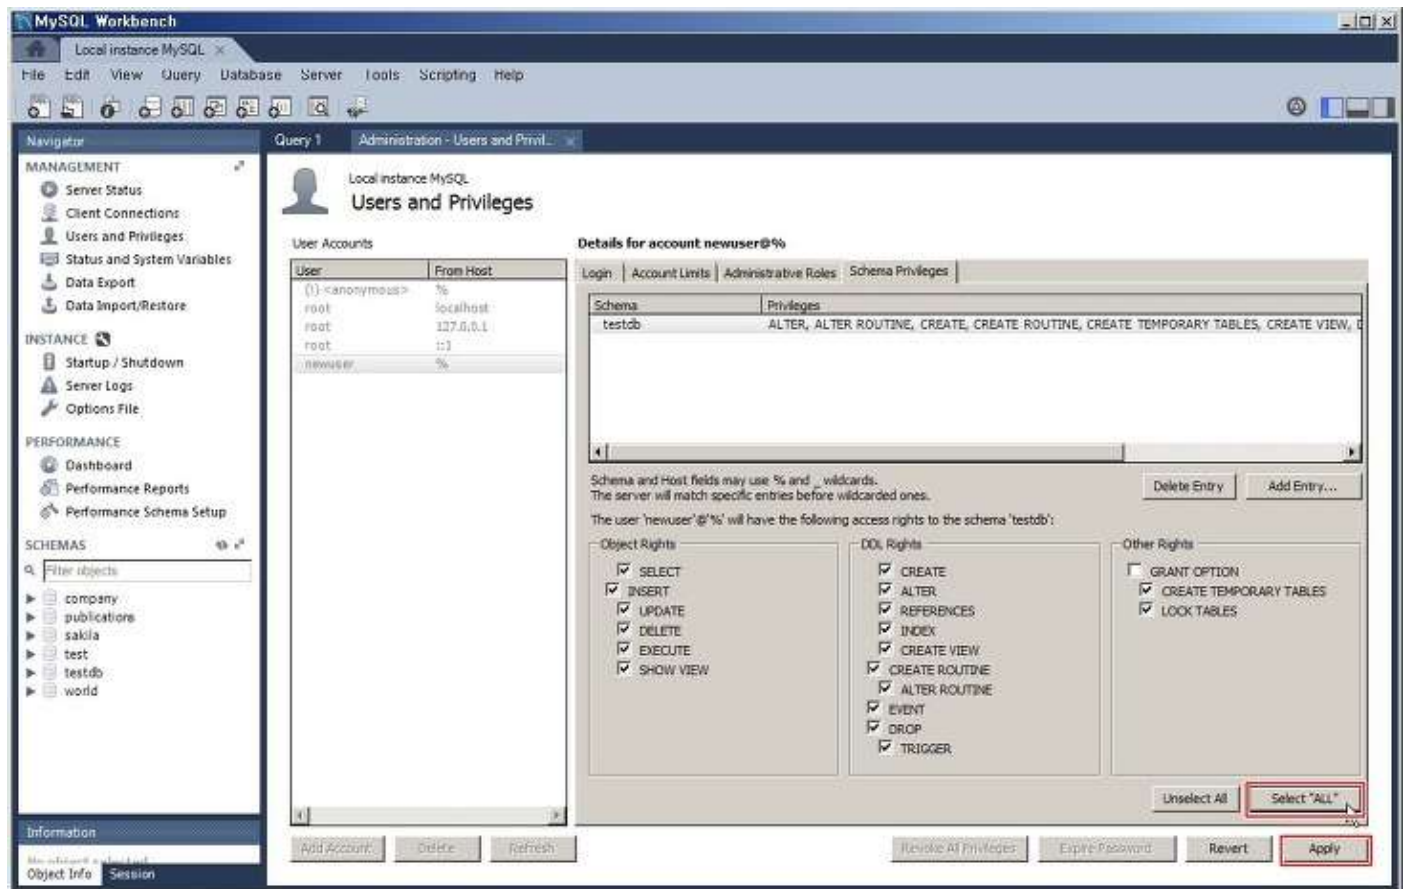 MySQL Workbench
Local instance MySQL
File Edit View Query Database Server Tools Scripting Help
Navigator
MANAGEMENT
Server Status
Client Connections
Users and Privileges
Status and System Variables
Data Export
Data Import/Restore
INSTANCE
Startup / Shutdown
Server Logs
Options File
PERFORMANCE
Dashboard
Performance Reports
Performance Schema Setup
SCHEMAS
Filter objects
company
publications
sakila
test
testdb
world
Information
No object selected
Object Info Session
Query 1 Administration - Users and Privil...
Local instance MySQL
Users and Privileges
User Accounts
User From Host
(!) <anonymous> %
root localhost
root 127.0.0.1
root ::1
newuser %
Add Account Delete Refresh
Details for account newuser@%
Login Account Limits Administrative Roles Schema Privileges
Schema Privileges
testdb ALTER, ALTER ROUTINE, CREATE, CREATE ROUTINE, CREATE TEMPORARY TABLES, CREATE VIEW,
Schema and Host fields may use % and _ wildcards.
The server will match specific entries before wildcarded ones.
Delete Entry Add Entry...
The user 'newuser'@'%' will have the following access rights to the schema 'testdb':
Object Rights
SELECT
INSERT
UPDATE
DELETE
EXECUTE
SHOW VIEW
DDL Rights
CREATE
ALTER
REFERENCES
INDEX
CREATE VIEW
CREATE ROUTINE
ALTER ROUTINE
EVENT
DROP
TRIGGER
Other Rights
GRANT OPTION
CREATE TEMPORARY TABLES
LOCK TABLES
Unselect All Select "ALL"
Revoke All Privileges Expire Password Revert Apply